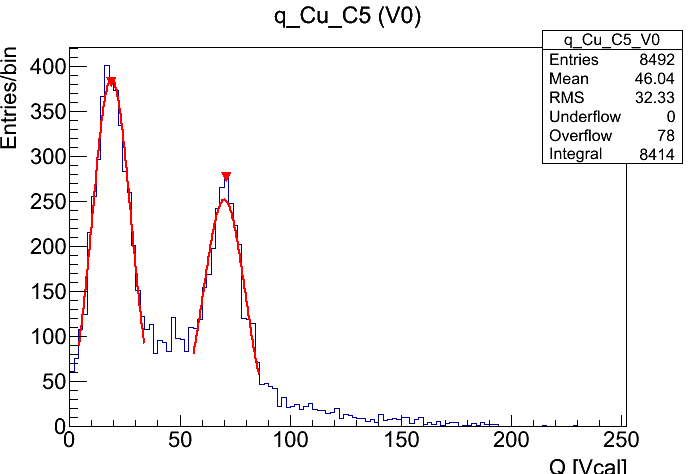 q_Cu_C5 (V0)
q_Cu_C5_V0
Entries 8492
Mean 46.04
RMS 32.33
Underflow 0
Overflow 78
Integral 8414
Entries/bin
400
350
300
250
200
150
100
50
0
0 50 100 150 200 250
Q [Vcal]